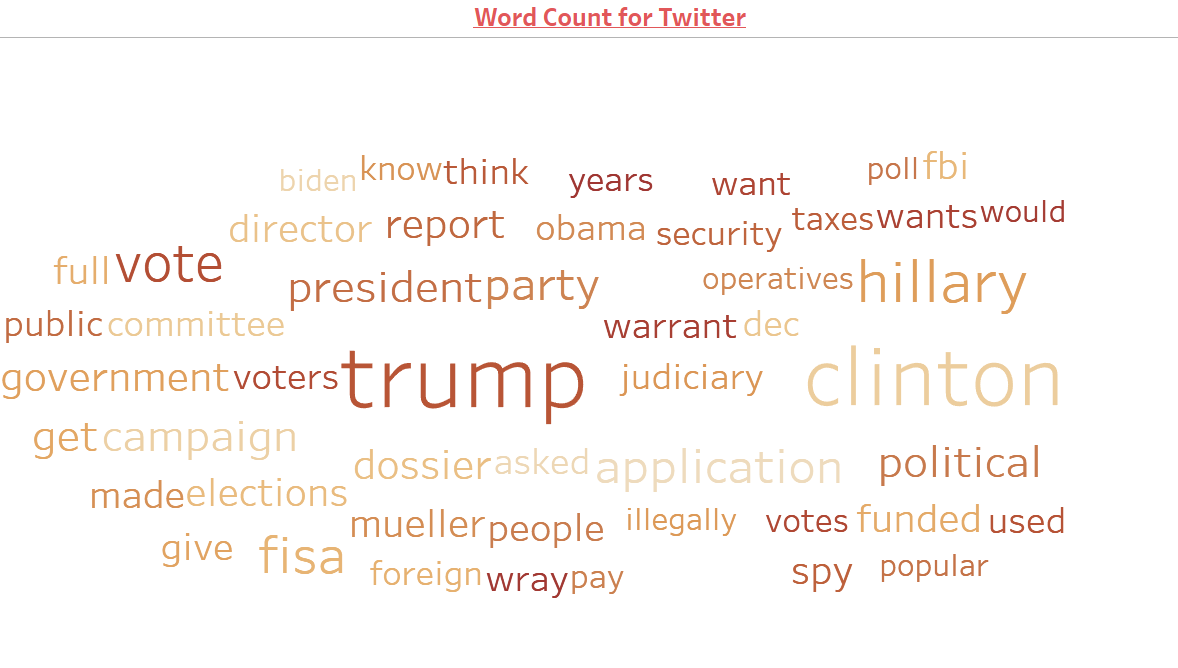 Word Count for Twitter
biden know think years want poll fbi
director report obama security taxes wants would
full vote president party operatives hillary
public committee warrant dec
government voters trump judiciary clinton
get campaign dossier asked application political
made elections mueller people illegally votes funded used
give fisa foreign wray pay spy popular